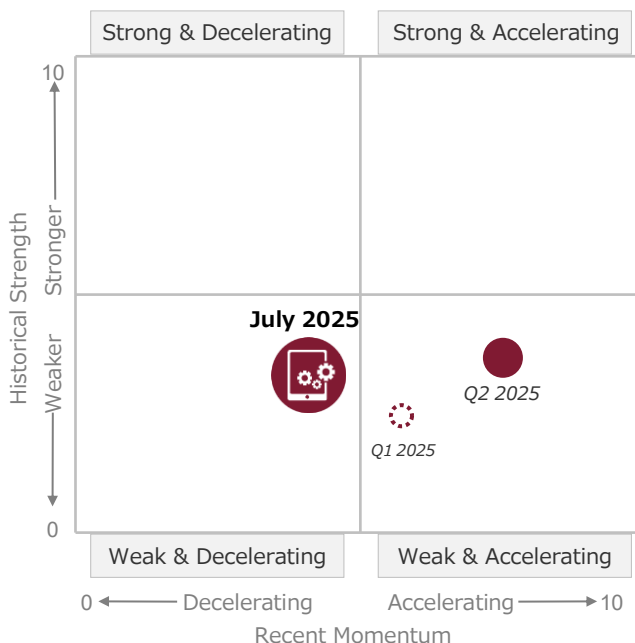 Strong & Decelerating
Strong & Accelerating
10
Historical Strength
Stronger
Weaker
July 2025
Q2 2025
Q1 2025
0
Weak & Decelerating
Weak & Accelerating
0
Decelerating
Accelerating
10
Recent Momentum